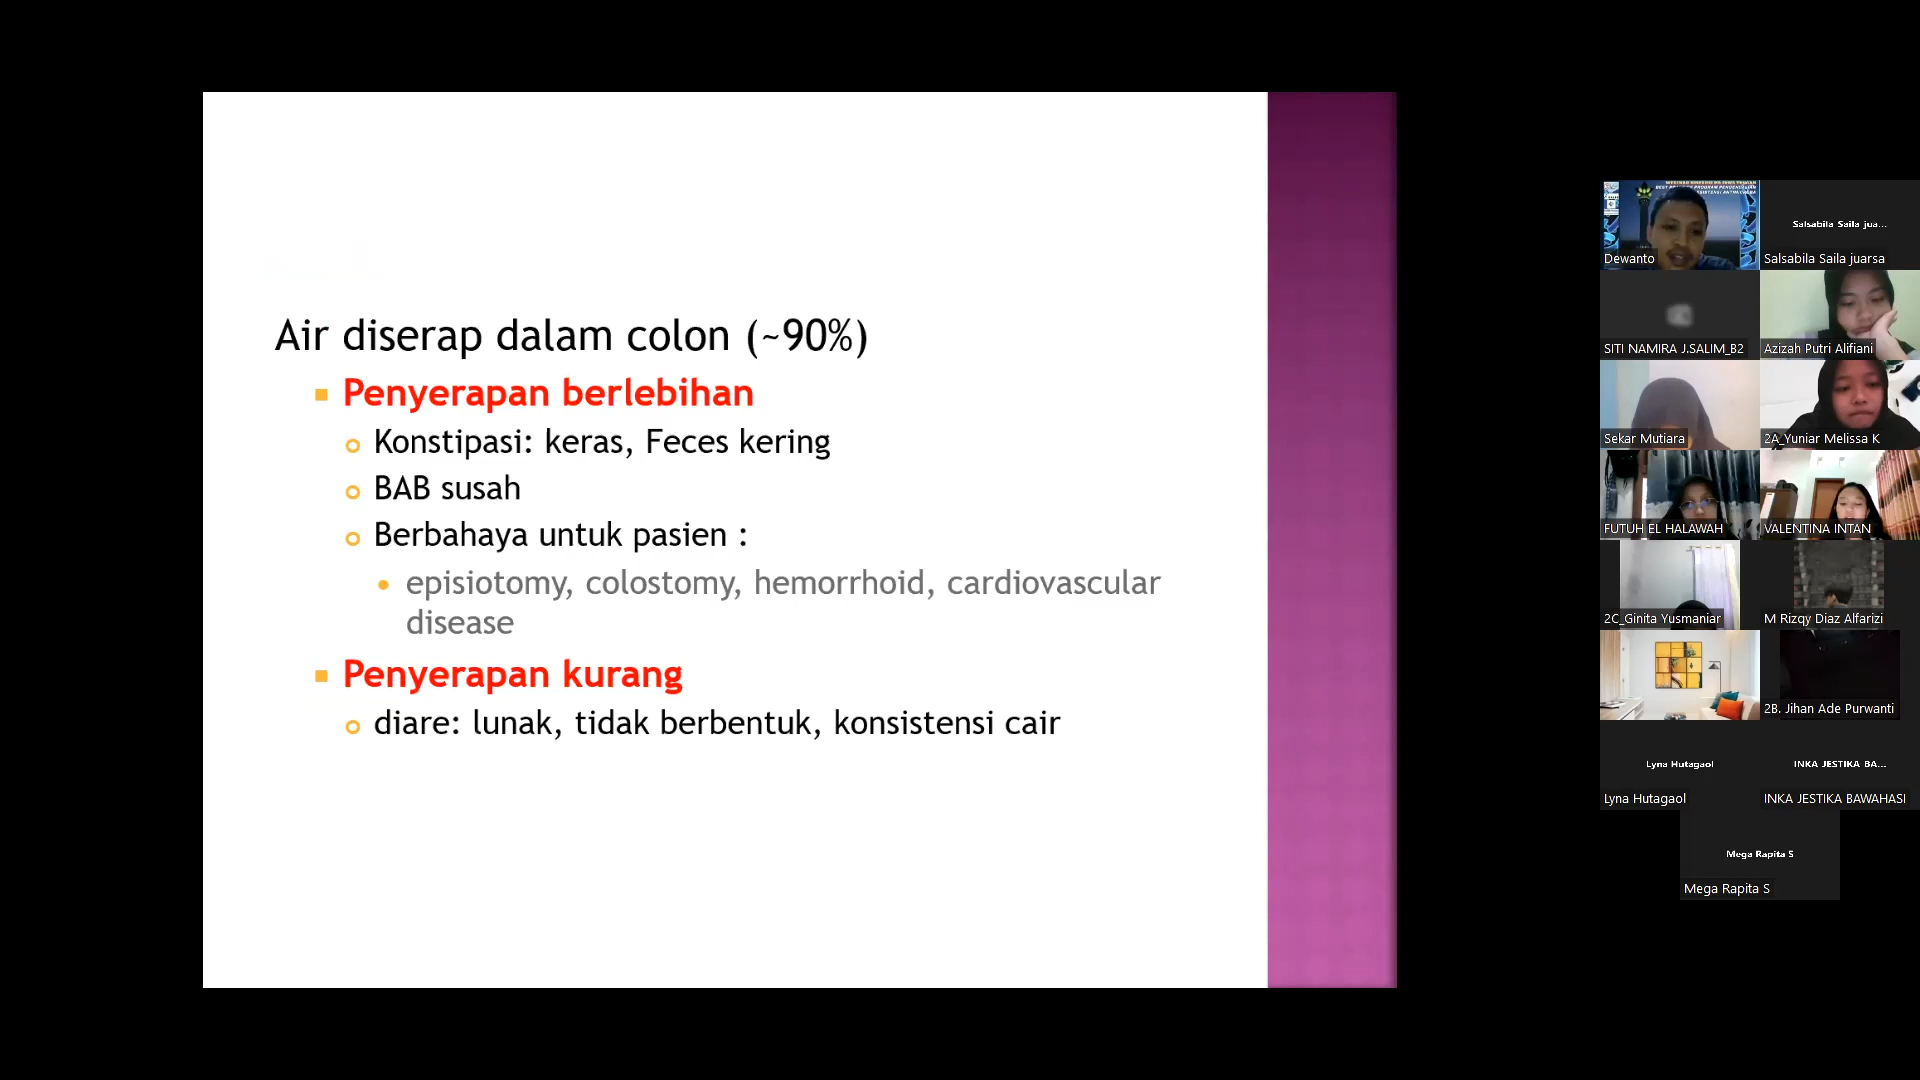 Air diserap dalam colon (~90%)
Penyerapan berlebihan
Konstipasi: keras, Feces kering
BAB susah
Berbahaya untuk pasien :
episiotomy, colostomy, hemorrhoid, cardiovascular
disease
Penyerapan kurang
diare: lunak, tidak berbentuk, konsistensi cair
Dewanto
Salsabila Saila jua...
Salsabila Saila juarsa
SITI NAMIRA J.SALIM_B2
Azizah Putri Alifiani
Sekar Mutiara
2A_Yuniar Melissa K
FUTUH EL HALAWAH
VALENTINA INTAN
2C_Ginita Yusmaniar
M Rizqy Diaz Alfarizi
2B. Jihan Ade Purwanti
Lyna Hutagaol
Lyna Hutagaol
INKA JESTIKA BA...
INKA JESTIKA BAWAHASI
Mega Rapita S
Mega Rapita S